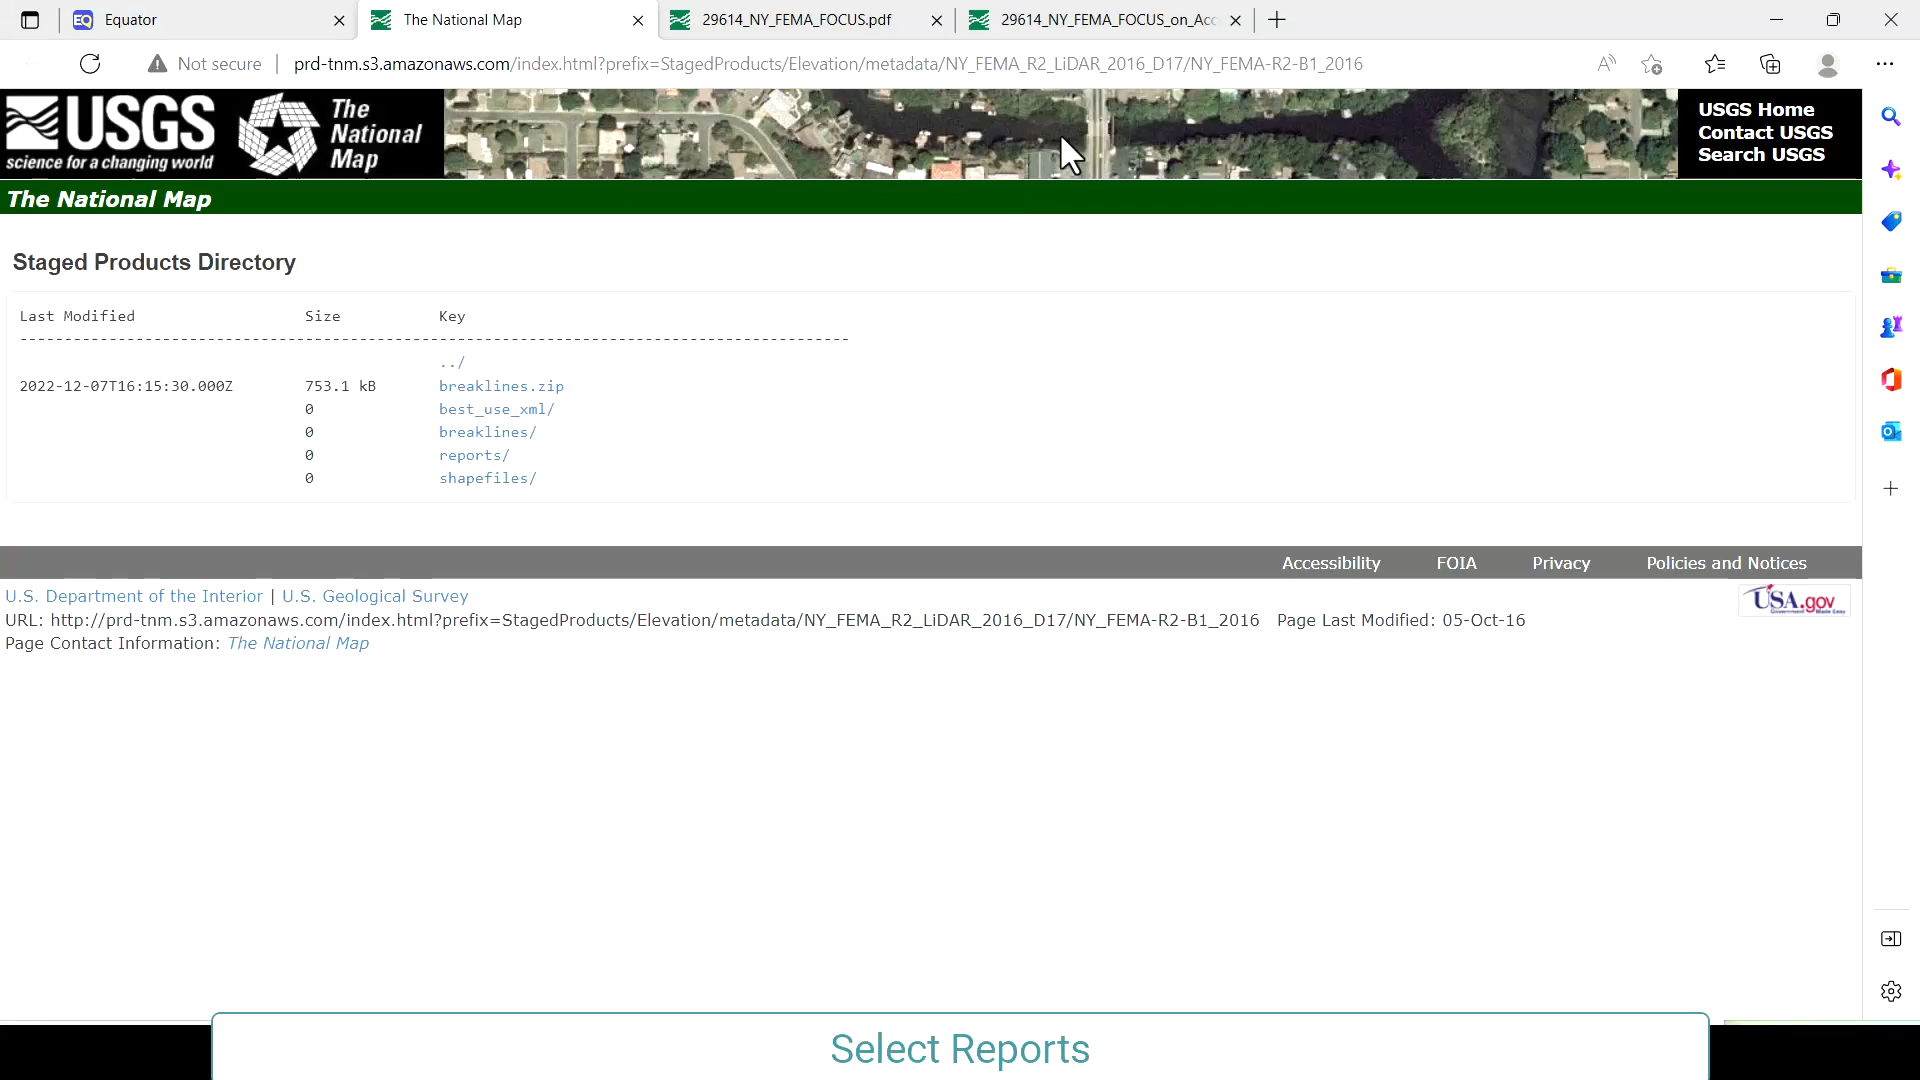 Equator
The National Map
29614_NY_FEMA_FOCUS.pdf
29614_NY_FEMA_FOCUS_on_Acc
Not secure
prd-tnm.s3.amazonaws.com/index.html?prefix=StagedProducts/Elevation/metadata/NY_FEMA_R2_LiDAR_2016_D17/NY_FEMA-R2-B1_2016
USGS
science for a changing world
The
National
Map
USGS Home
Contact USGS
Search USGS
The National Map
Staged Products Directory
Last Modified Size Key
../
2022-12-07T16:15:30.000Z 753.1 kB breaklines.zip
0 best_use_xml/
0 breaklines/
0 reports/
0 shapefiles/
Accessibility FOIA Privacy Policies and Notices
U.S. Department of the Interior | U.S. Geological Survey
USA.gov
URL: http://prd-tnm.s3.amazonaws.com/index.html?prefix=StagedProducts/Elevation/metadata/NY_FEMA_R2_LiDAR_2016_D17/NY_FEMA-R2-B1_2016 Page Last Modified: 05-Oct-16
Page Contact Information: The National Map
Select Reports